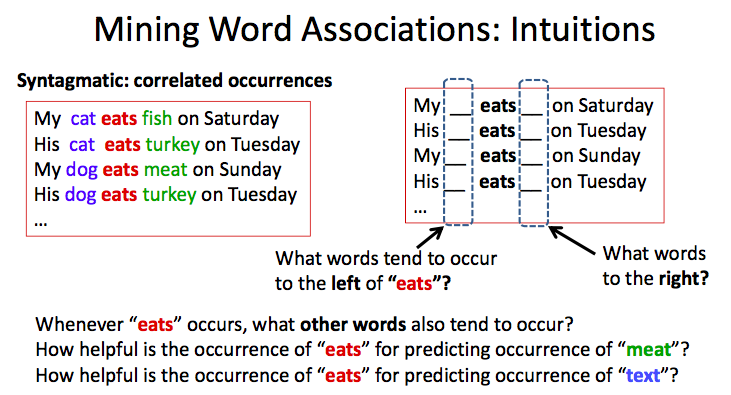 Mining Word Associations: Intuitions
Syntagmatic: correlated occurrences
My cat eats fish on Saturday
His cat eats turkey on Tuesday
My dog eats meat on Sunday
His dog eats turkey on Tuesday
...
My __ eats __ on Saturday
His __ eats __ on Tuesday
My __ eats __ on Sunday
His __ eats __ on Tuesday
...
What words tend to occur
to the left of “eats”?
What words
to the right?
Whenever “eats” occurs, what other words also tend to occur?
How helpful is the occurrence of “eats” for predicting occurrence of “meat”?
How helpful is the occurrence of “eats” for predicting occurrence of “text”?